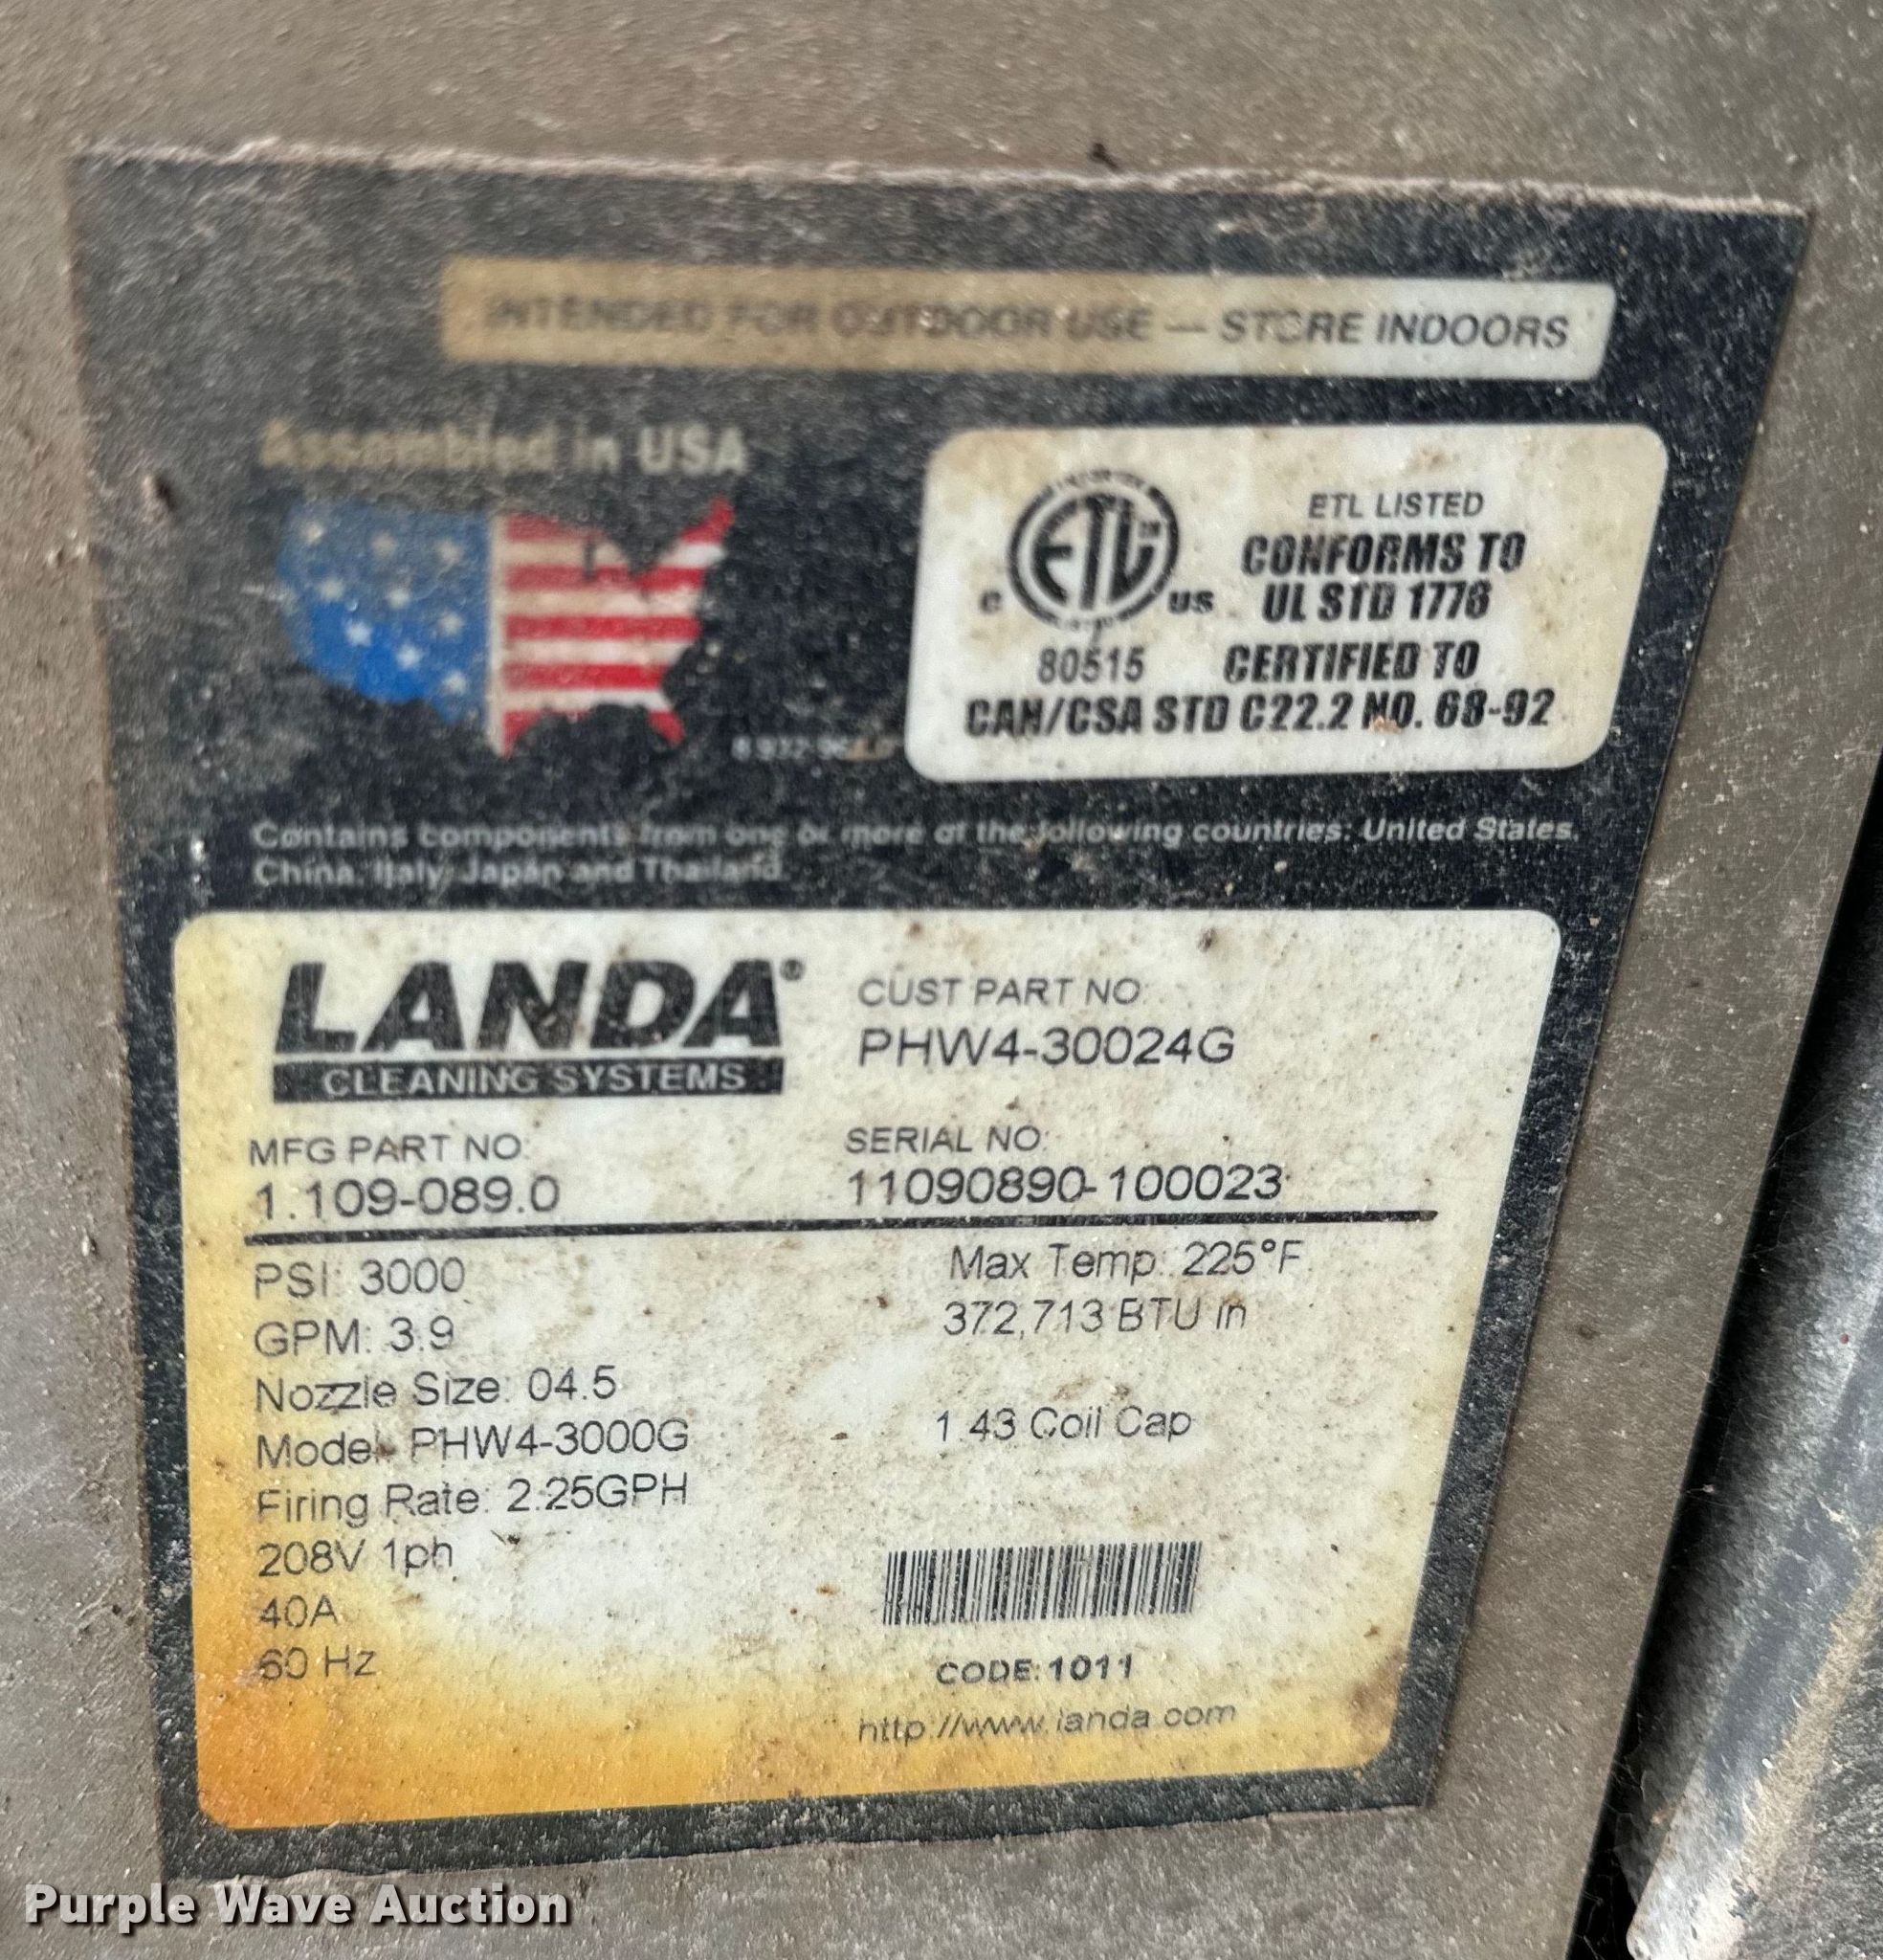 INTENDED FOR OUTDOOR USE — STORE INDOORS
Assembled in USA
ETL LISTED
CONFORMS TO
UL STD 1776
c ETL us
80515
CERTIFIED TO
CAN/CSA STD C22.2 NO. 68-92
Contains components from one or more of the following countries: United States,
China, Italy, Japan and Thailand.
LANDA®
CLEANING SYSTEMS
CUST PART NO:
PHW4-30024G
MFG PART NO:
1.109-089.0
SERIAL NO:
11090890-100023
PSI: 3000
GPM: 3.9
Nozzle Size: 04.5
Model: PHW4-3000G
Firing Rate: 2.25GPH
208V 1ph
40A
60 Hz
Max Temp: 225°F
372,713 BTU in
1.43 Coil Cap
CODE: 1011
http://www.landa.com
Purple Wave Auction